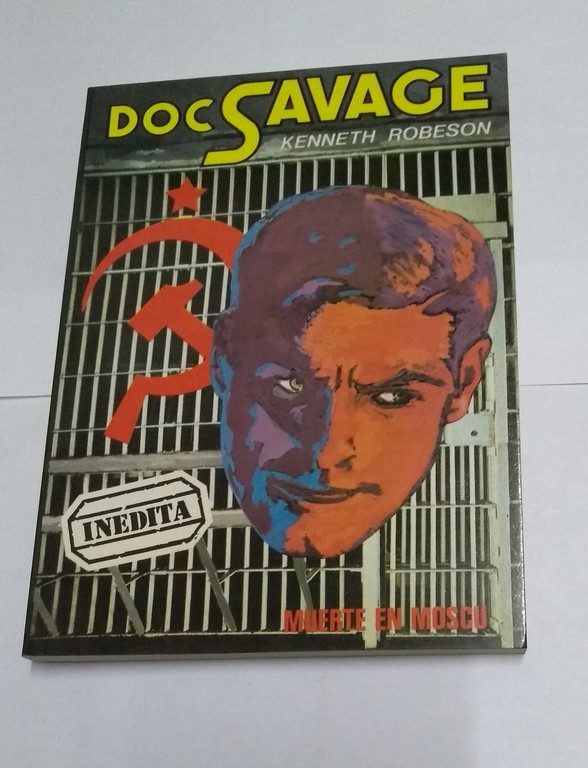 DOC SAVAGE
KENNETH ROBESON
INEDITA
MUERTE EN MOSCU